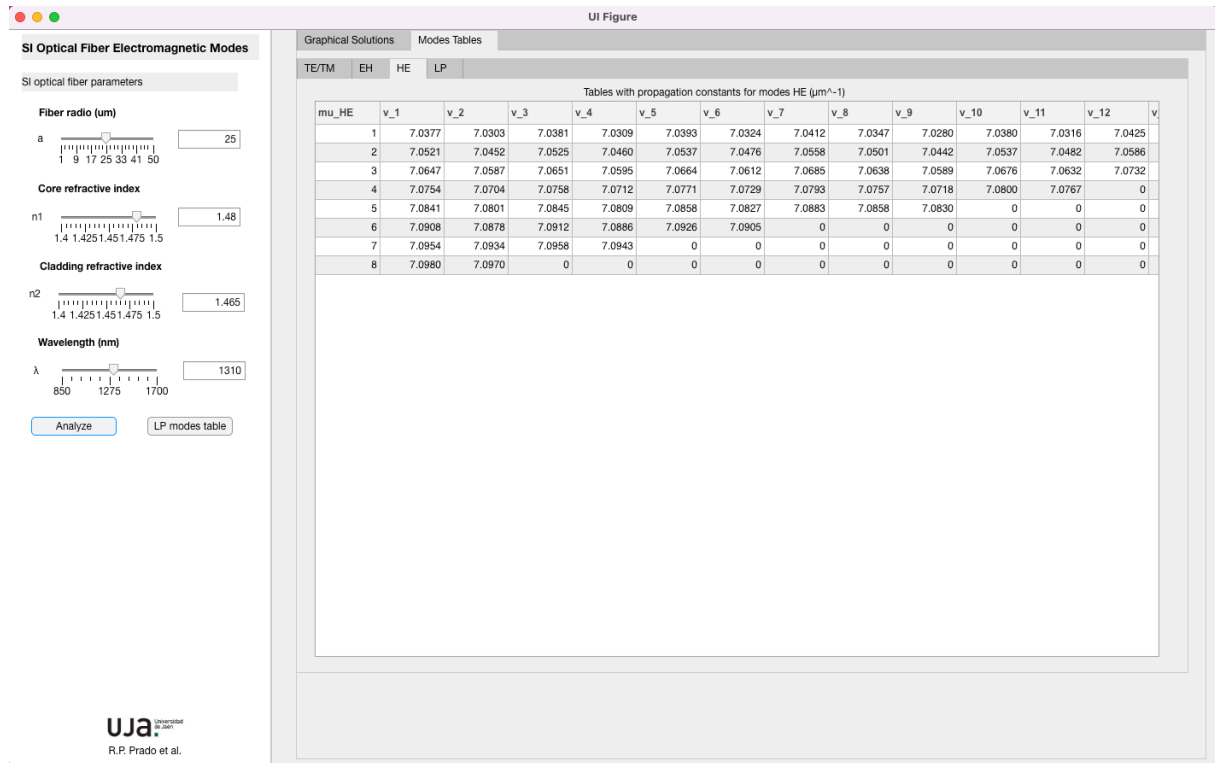 UI Figure
SI Optical Fiber Electromagnetic Modes
SI optical fiber parameters
Fiber radio (um)
a 25
1 9 17 25 33 41 50
Core refractive index
n1 1.48
1.4 1.425 1.45 1.475 1.5
Cladding refractive index
n2 1.465
1.4 1.425 1.45 1.475 1.5
Wavelength (nm)
λ 1310
850 1275 1700
Analyze LP modes table
uja. Universidad de Jaén
R.P. Prado et al.
Graphical Solutions Modes Tables
TE/TM EH HE LP
Tables with propagation constants for modes HE (μm^-1)
mu_HE v_1 v_2 v_3 v_4 v_5 v_6 v_7 v_8 v_9 v_10 v_11 v_12 v
1 7.0377 7.0303 7.0381 7.0309 7.0393 7.0324 7.0412 7.0347 7.0280 7.0380 7.0316 7.0425
2 7.0521 7.0452 7.0525 7.0460 7.0537 7.0476 7.0558 7.0501 7.0442 7.0537 7.0482 7.0586
3 7.0647 7.0587 7.0651 7.0595 7.0664 7.0612 7.0685 7.0638 7.0589 7.0676 7.0632 7.0732
4 7.0754 7.0704 7.0758 7.0712 7.0771 7.0729 7.0793 7.0757 7.0718 7.0800 7.0767 0
5 7.0841 7.0801 7.0845 7.0809 7.0858 7.0827 7.0883 7.0858 7.0830 0 0 0
6 7.0908 7.0878 7.0912 7.0886 7.0926 7.0905 0 0 0 0 0 0
7 7.0954 7.0934 7.0958 7.0943 0 0 0 0 0 0 0 0
8 7.0980 7.0970 0 0 0 0 0 0 0 0 0 0